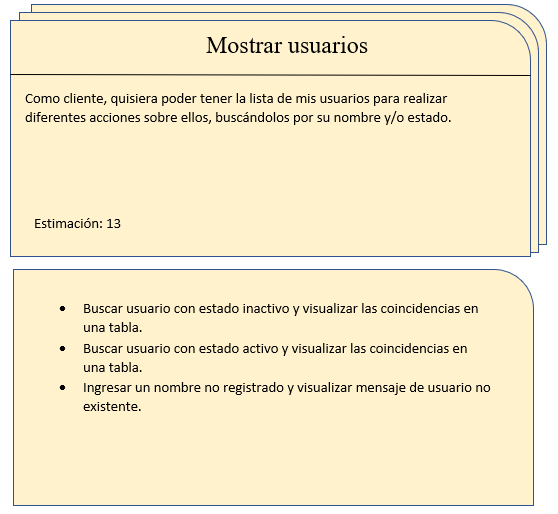 Mostrar usuarios
Como cliente, quisiera poder tener la lista de mis usuarios para realizar
diferentes acciones sobre ellos, buscándolos por su nombre y/o estado.
Estimación: 13
• Buscar usuario con estado inactivo y visualizar las coincidencias en
una tabla.
• Buscar usuario con estado activo y visualizar las coincidencias en
una tabla.
• Ingresar un nombre no registrado y visualizar mensaje de usuario no
existente.